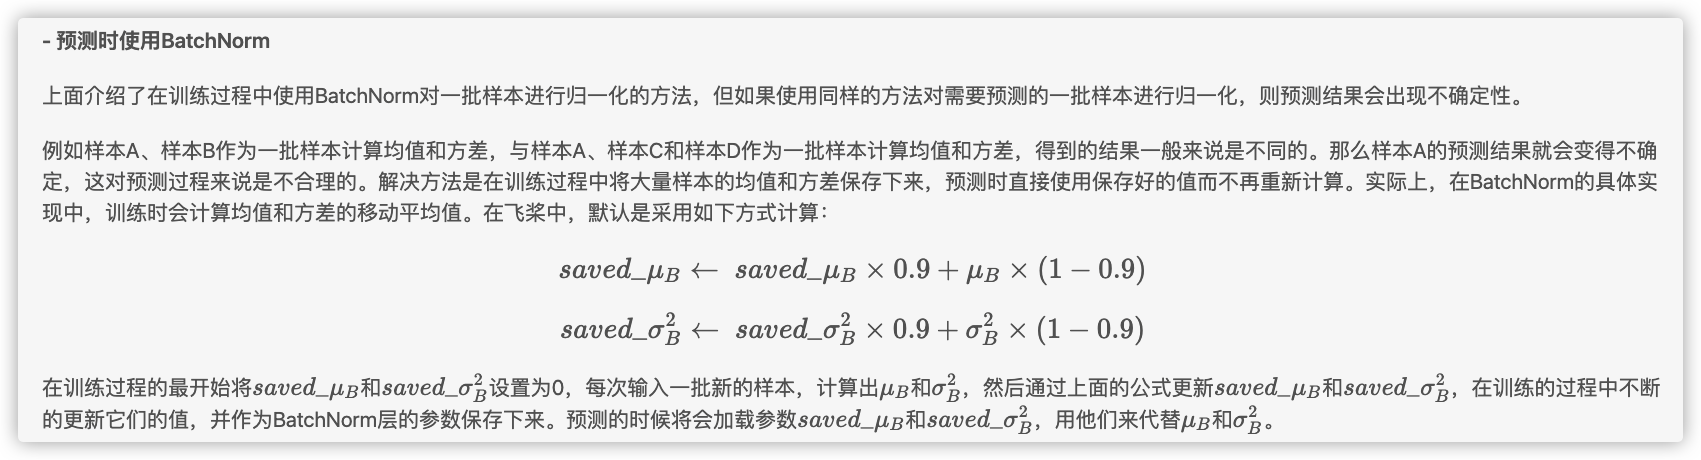 - 预测时使用BatchNorm
上面介绍了在训练过程中使用BatchNorm对一批样本进行归一化的方法，但如果使用同样的方法对需要预测的一批样本进行归一化，则预测结果会出现不确定性。
例如样本A、样本B作为一批样本计算均值和方差，与样本A、样本C和样本D作为一批样本计算均值和方差，得到的结果一般来说是不同的。那么样本A的预测结果就会变得不确
定，这对预测过程来说是不合理的。解决方法是在训练过程中将大量样本的均值和方差保存下来，预测时直接使用保存好的值而不再重新计算。实际上，在BatchNorm的具体实
现中，训练时会计算均值和方差的移动平均值。在飞桨中，默认是采用如下方式计算：
$saved\_\mu_B \leftarrow \ saved\_\mu_B \times 0.9 + \mu_B \times (1 - 0.9)$
$saved\_\sigma_B^2 \leftarrow \ saved\_\sigma_B^2 \times 0.9 + \sigma_B^2 \times (1 - 0.9)$
在训练过程的最开始将$saved\_\mu_B$和$saved\_\sigma_B^2$设置为0，每次输入一批新的样本，计算出$\mu_B$和$\sigma_B^2$，然后通过上面的公式更新$saved\_\mu_B$和$saved\_\sigma_B^2$，在训练的过程中不断
的更新它们的值，并作为BatchNorm层的参数保存下来。预测的时候将会加载参数$saved\_\mu_B$和$saved\_\sigma_B^2$，用他们来代替$\mu_B$和$\sigma_B^2$。